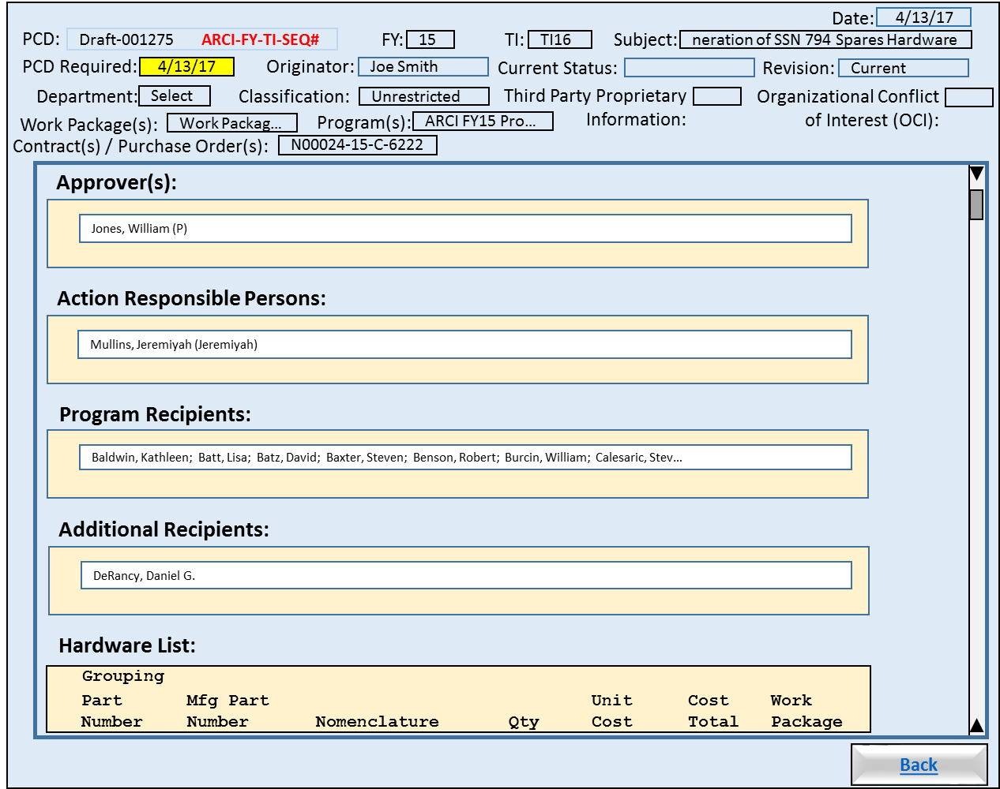 Date: 4/13/17
PCD: Draft-001275 ARCI-FY-TI-SEQ# FY: 15 TI: TI16 Subject: neration of SSN 794 Spares Hardware
PCD Required: 4/13/17 Originator: Joe Smith Current Status: Revision: Current
Department: Select Classification: Unrestricted Third Party Proprietary Organizational Conflict
Work Package(s): Work Packag... Program(s): ARCI FY15 Pro... Information: of Interest (OCI):
Contract(s) / Purchase Order(s): N00024-15-C-6222
Approver(s):
Jones, William (P)
Action Responsible Persons:
Mullins, Jeremiyah (Jeremiyah)
Program Recipients:
Baldwin, Kathleen; Batt, Lisa; Batz, David; Baxter, Steven; Benson, Robert; Burcin, William; Calesaric, Stev...
Additional Recipients:
DeRancy, Daniel G.
Hardware List:
Grouping
Part Mfg Part Unit Cost Work
Number Number Nomenclature Qty Cost Total Package
Back